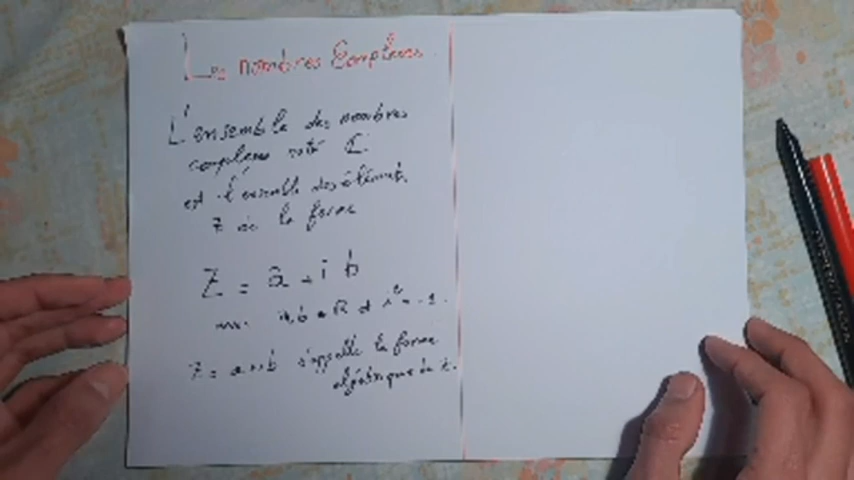 Les nombres Complexes
L'ensemble des nombres
complexes noté ℂ
est l'ensemble des éléments
z de la forme
Z = a + i b
avec a, b ∈ ℝ et i² = -1.
Z = a + ib s'appelle la forme
algébrique de z.